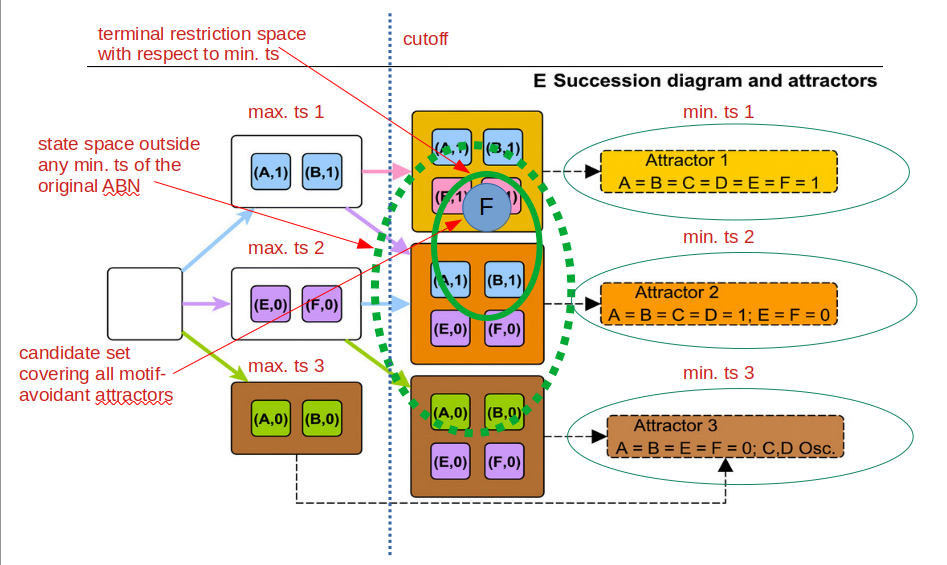 terminal restriction space
with respect to min. ts
cutoff
E Succession diagram and attractors
max. ts 1
min. ts 1
state space outside
any min. ts of the
original ABN
(A,1) (B,1)
(A,1) (B,1)
Attractor 1
A = B = C = D = E = F = 1
(E,1)
F
max. ts 2
min. ts 2
(E,0) (F,0)
(A,1) (B,1)
Attractor 2
A = B = C = D = 1; E = F = 0
(E,0) (F,0)
candidate set
covering all motif-
avoidant attractors
max. ts 3
min. ts 3
(A,0) (B,0)
(A,0) (B,0)
Attractor 3
A = B = E = F = 0; C,D Osc.
(E,0) (F,0)